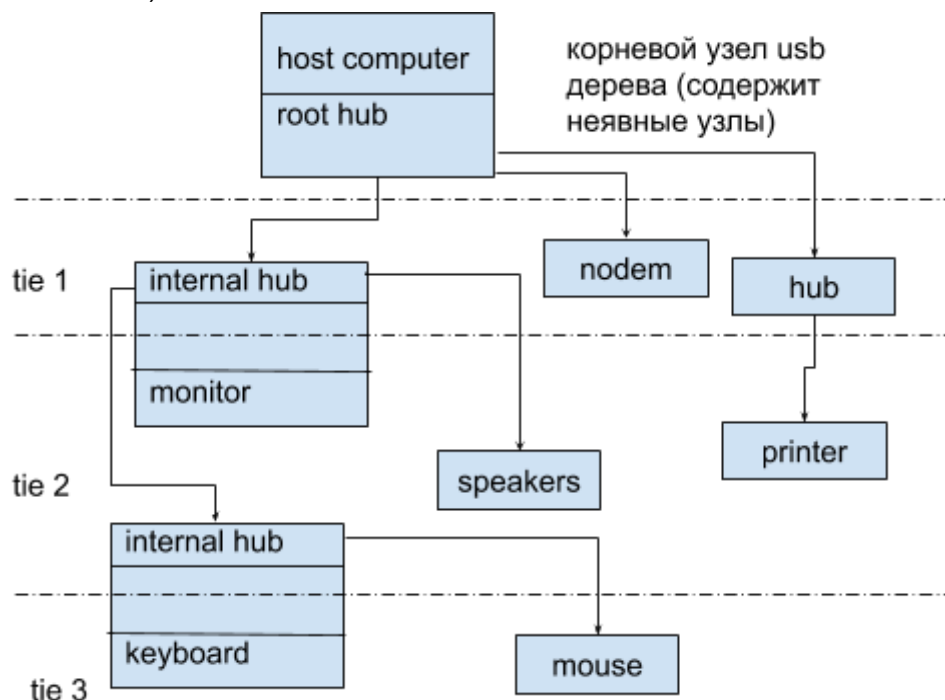 host computer
root hub
корневой узел usb
дерева (содержит
неявные узлы)
tie 1
internal hub
monitor
nodem
hub
tie 2
speakers
printer
internal hub
keyboard
mouse
tie 3